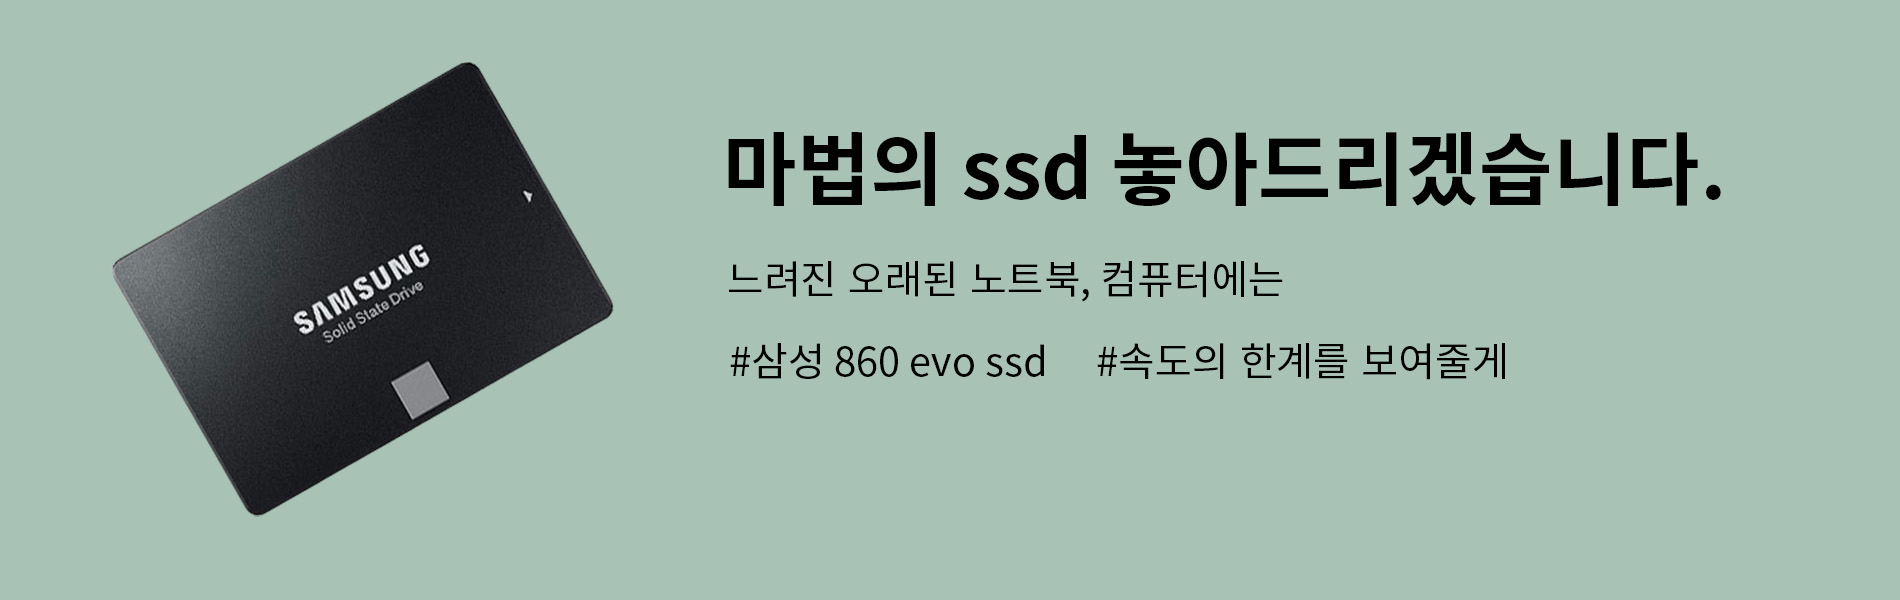 마법의 ssd 놓아드리겠습니다.
느려진 오래된 노트북, 컴퓨터에는
#삼성 860 evo ssd #속도의 한계를 보여줄게
SAMSUNG
Solid State Drive